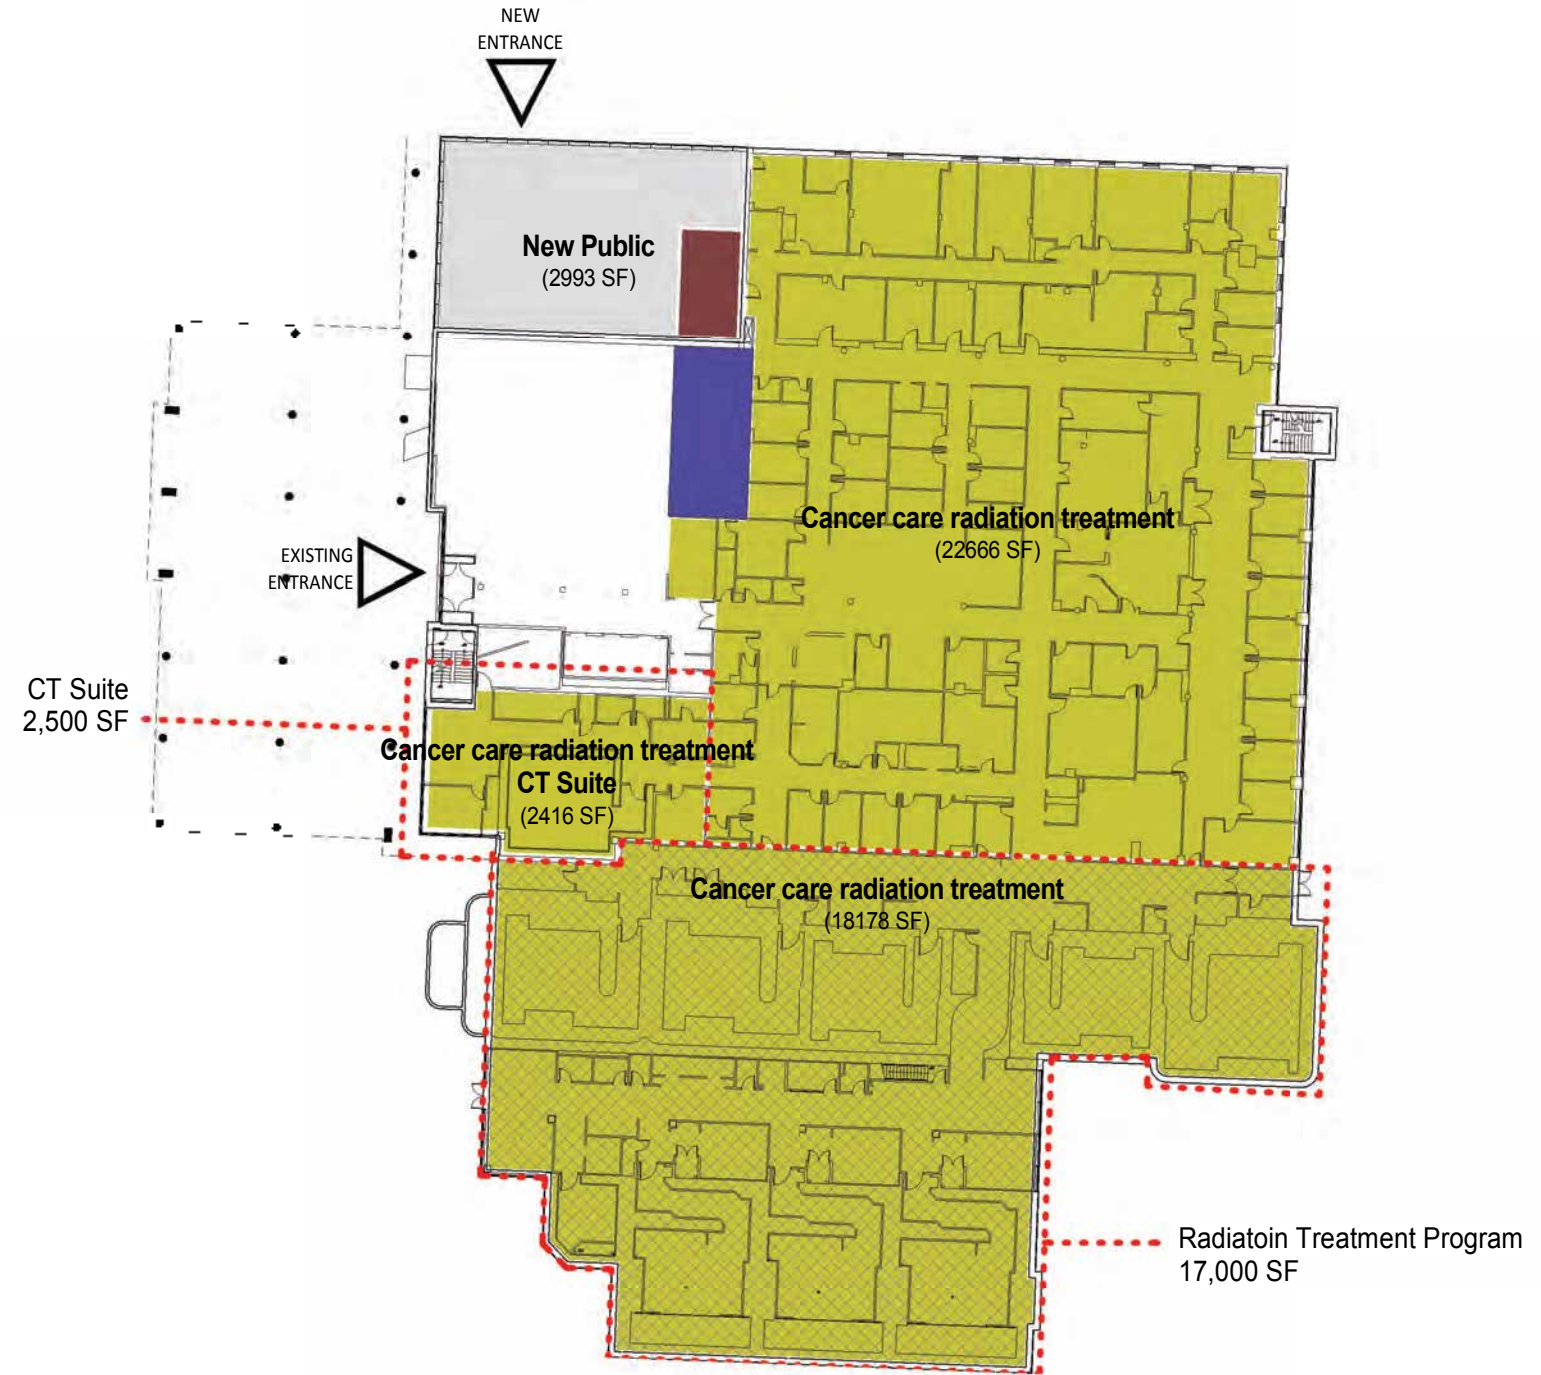 NEW
ENTRANCE
New Public
(2993 SF)
Cancer care radiation treatment
(22666 SF)
EXISTING
ENTRANCE
CT Suite
2,500 SF
Cancer care radiation treatment
CT Suite
(2416 SF)
Cancer care radiation treatment
(18178 SF)
Radiatoin Treatment Program
17,000 SF